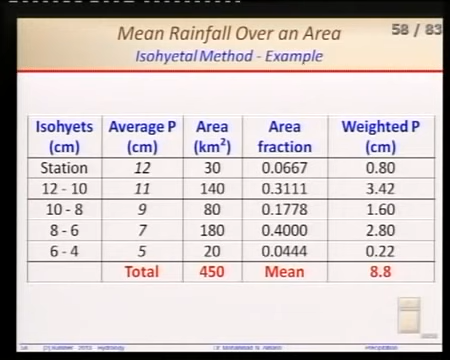 Mean Rainfall Over an Area
58 / 83
Isohyetal Method - Example
Isohyets (cm) Average P (cm) Area (km²) Area fraction Weighted P (cm)
Station 12 30 0.0667 0.80
12 - 10 11 140 0.3111 3.42
10 - 8 9 80 0.1778 1.60
8 - 6 7 180 0.4000 2.80
6 - 4 5 20 0.0444 0.22
Total 450 Mean 8.8
Hydrology Precipitation